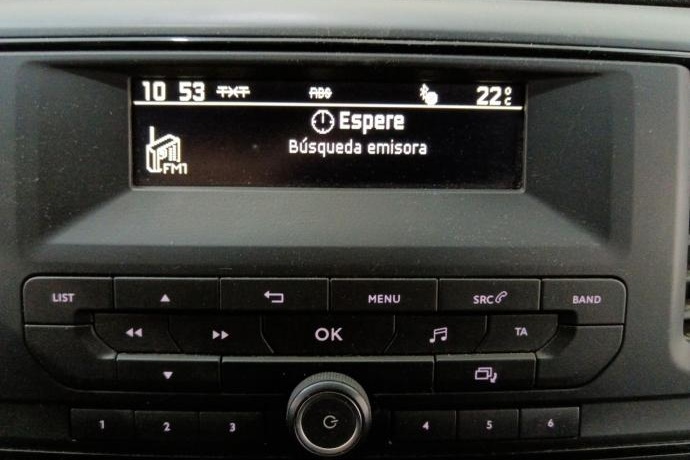 10 53 TXT RDS 22°C
Espere
Búsqueda emisora
FM1
LIST MENU SRC BAND
OK TA
1 2 3 4 5 6